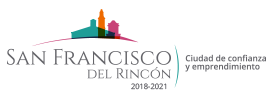 SAN FRANCISCO
DEL RINCÓN
2018-2021
Ciudad de confianza
y emprendimiento